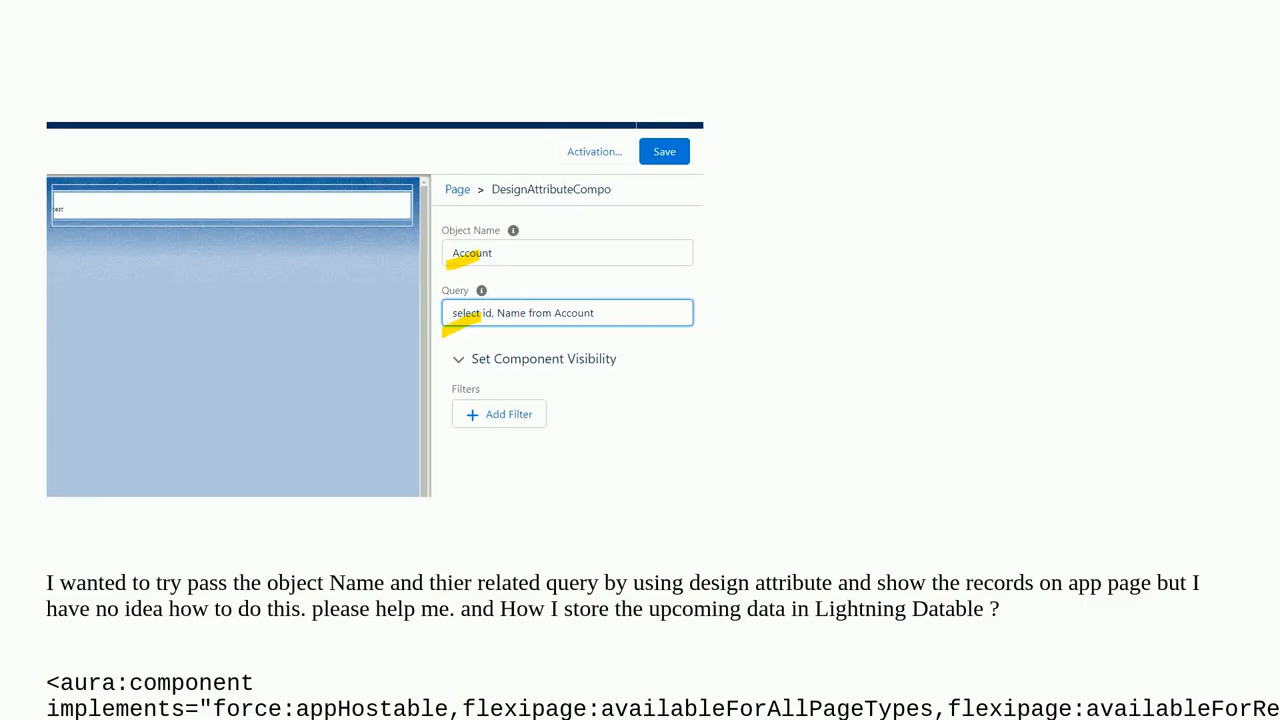 Activation...
Save
test
Page > DesignAttributeCompo
Object Name
Account
Query
select id, Name from Account
Set Component Visibility
Filters
+ Add Filter
I wanted to try pass the object Name and thier related query by using design attribute and show the records on app page but I
have no idea how to do this. please help me. and How I store the upcoming data in Lightning Datable ?
<aura:component
implements="force:appHostable,flexipage:availableForAllPageTypes,flexipage:availableForRe